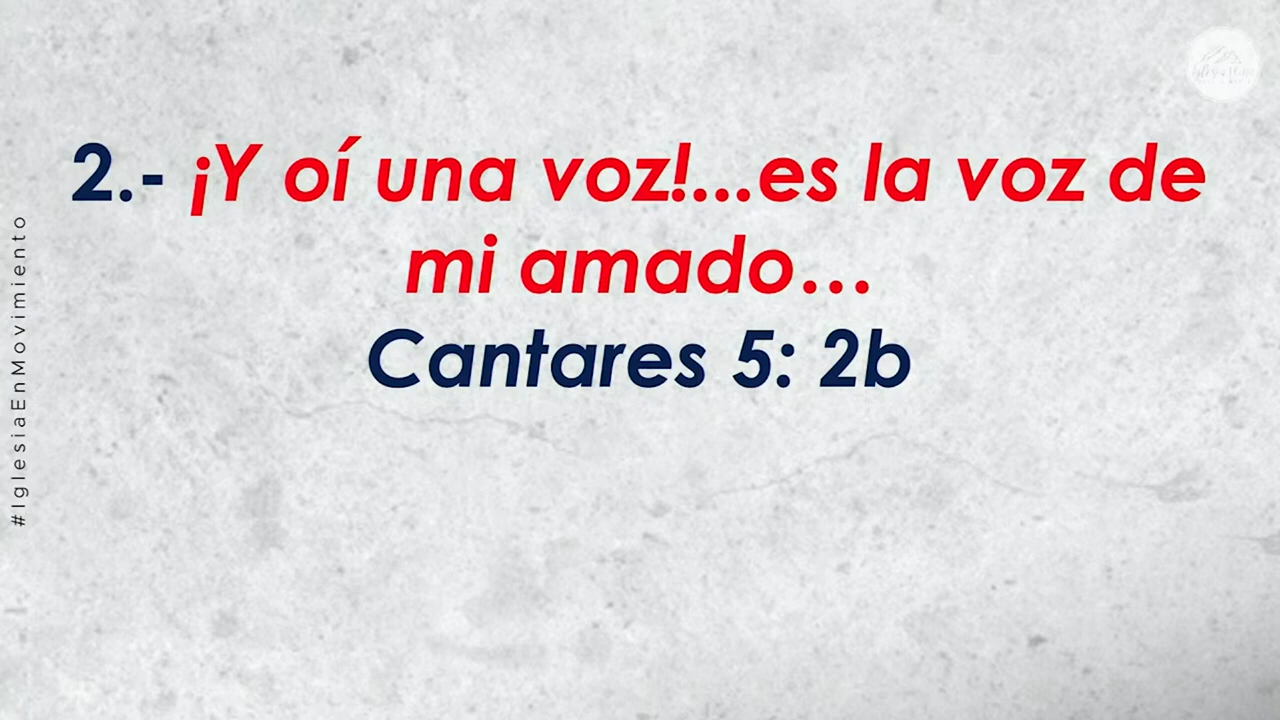 2.- ¡Y oí una voz!...es la voz de
mi amado...
Cantares 5: 2b
#IglesiaEnMovimiento